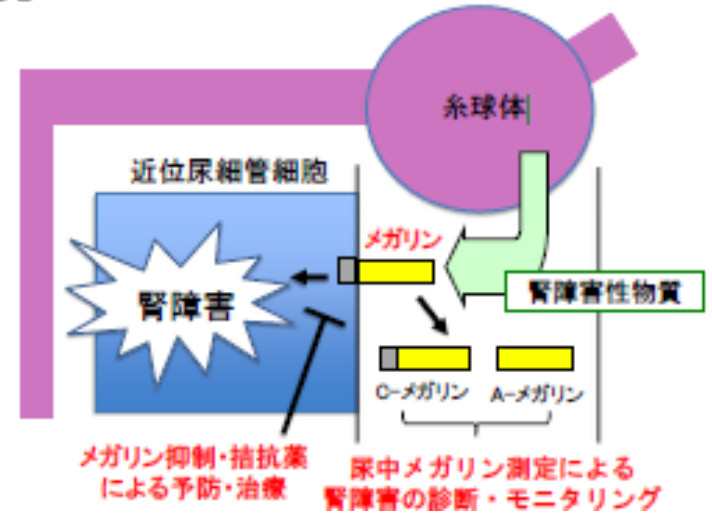 糸球体
近位尿細管細胞
メガリン
腎障害
腎障害性物質
C-メガリン
A-メガリン
メガリン抑制・拮抗薬
による予防・治療
尿中メガリン測定による
腎障害の診断・モニタリング